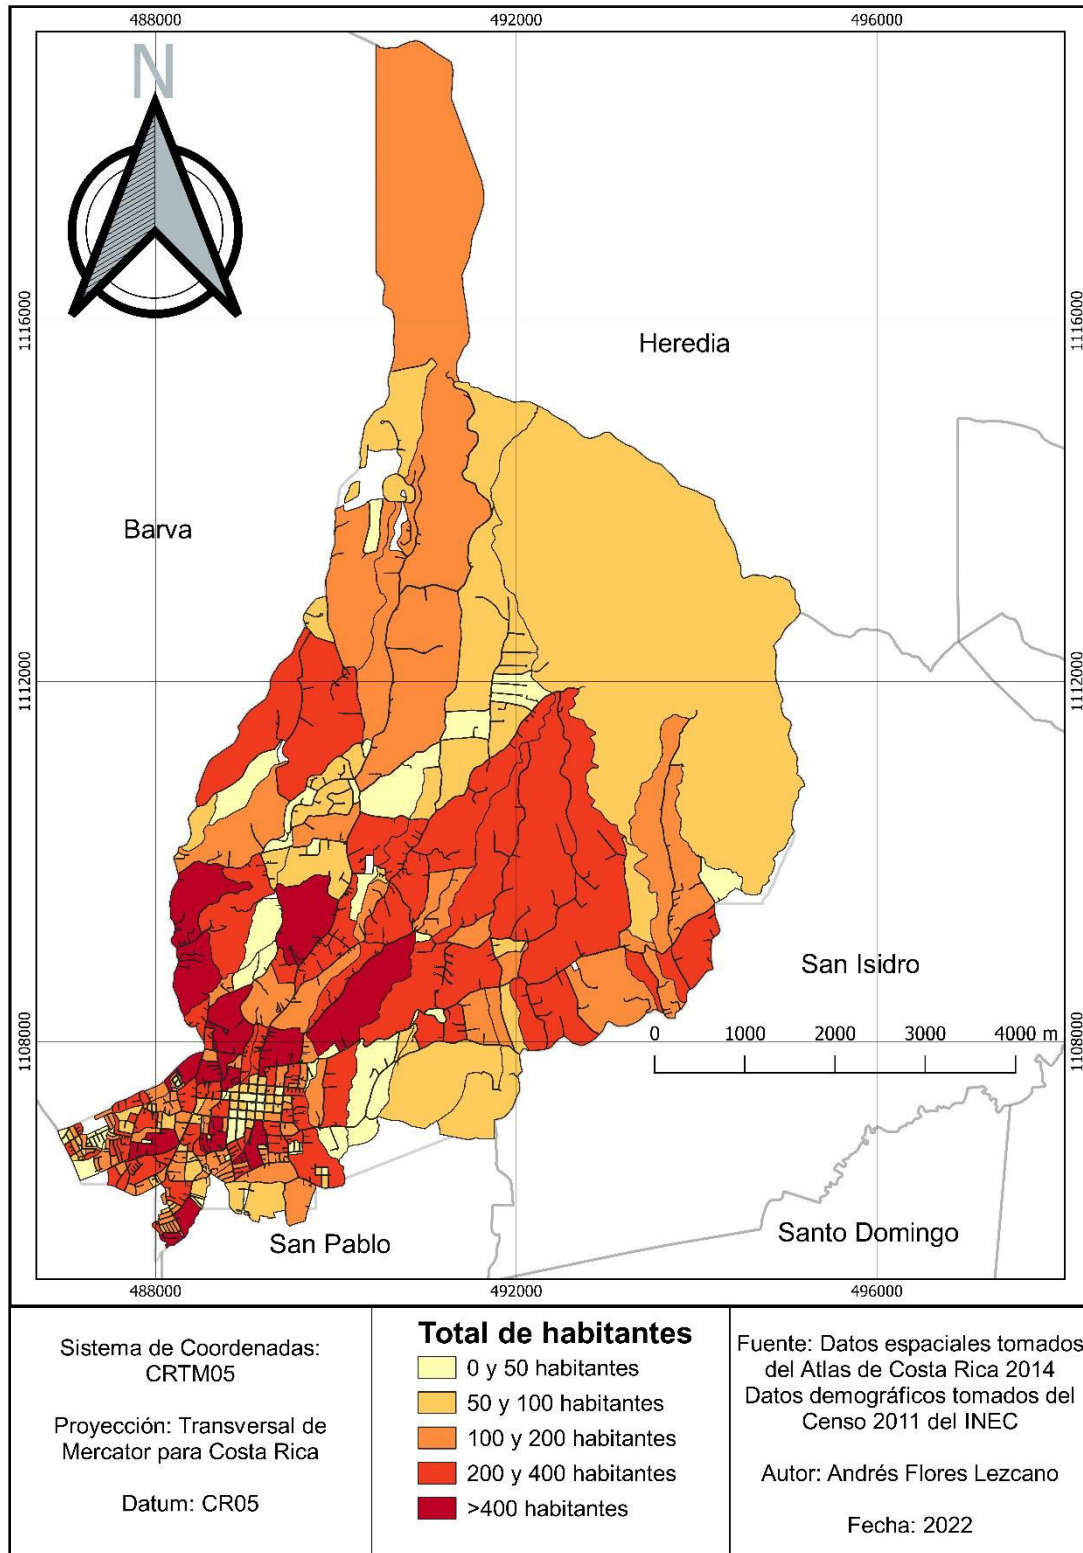 488000
492000
496000
N
1116000
1116000
Heredia
Barva
1112000
1112000
San Isidro
0 1000 2000 3000 4000 m
1108000
1108000
Santo Domingo
San Pablo
488000
492000
496000
Sistema de Coordenadas:
CRTM05
Proyección: Transversal de
Mercator para Costa Rica
Datum: CR05
Total de habitantes
0 y 50 habitantes
50 y 100 habitantes
100 y 200 habitantes
200 y 400 habitantes
>400 habitantes
Fuente: Datos espaciales tomados
del Atlas de Costa Rica 2014
Datos demográficos tomados del
Censo 2011 del INEC
Autor: Andrés Flores Lezcano
Fecha: 2022